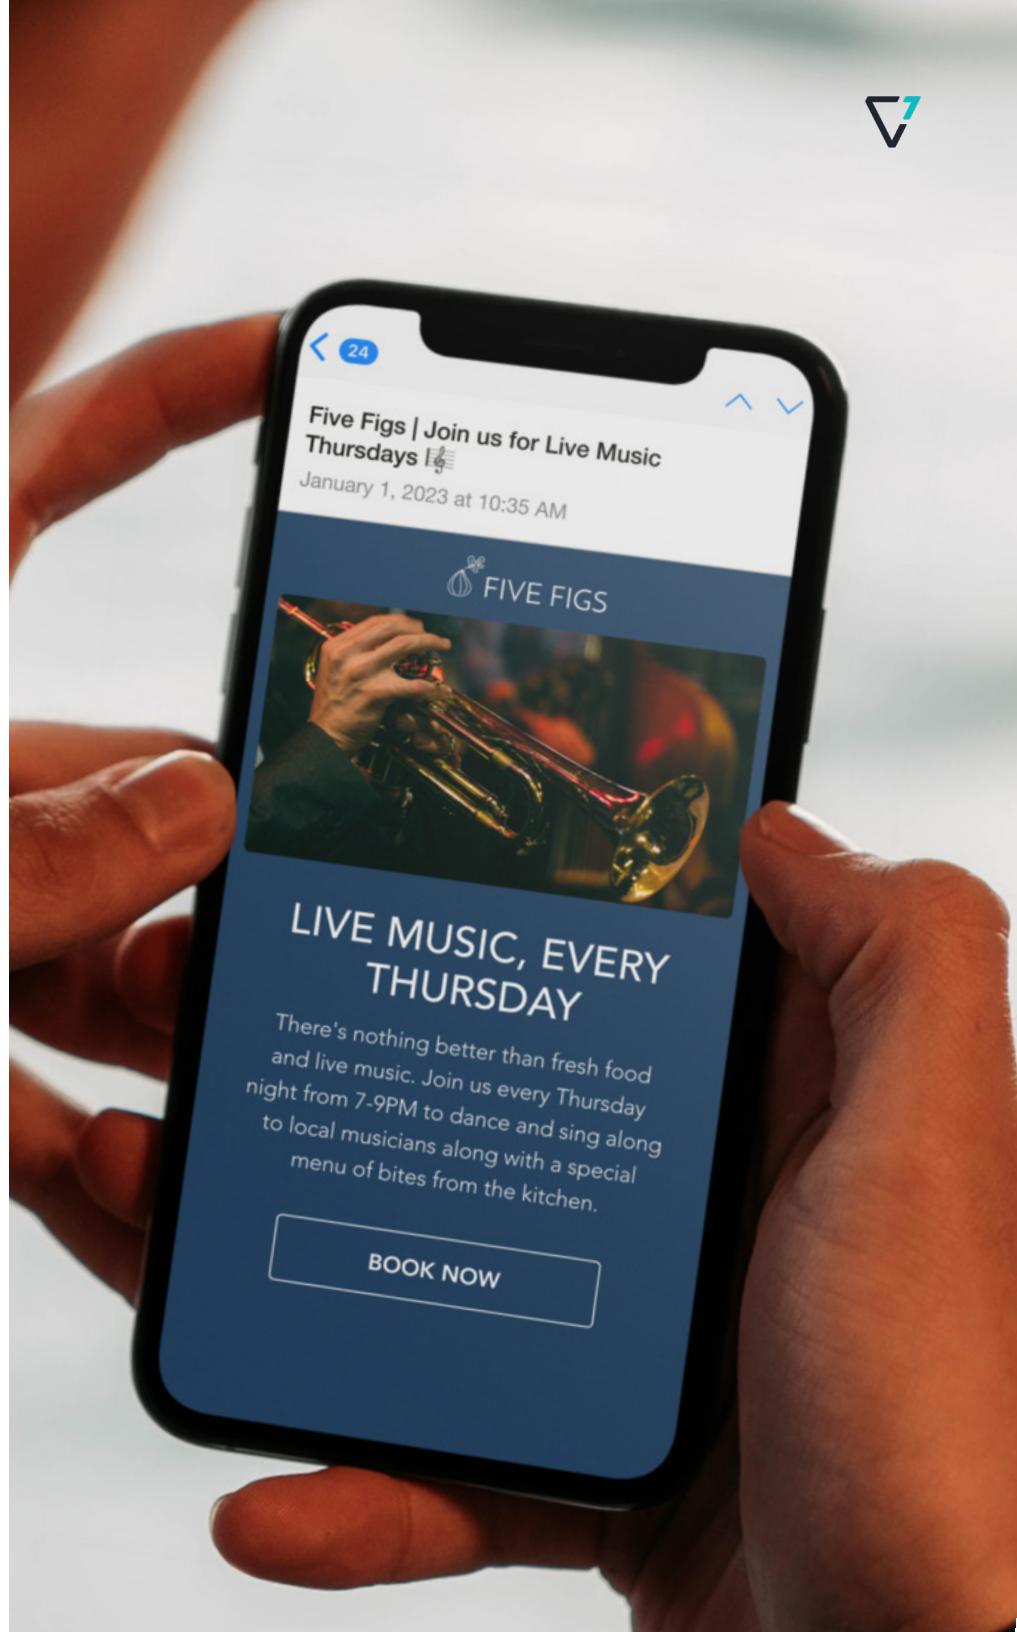 24
Five Figs | Join us for Live Music
Thursdays |🎼
January 1, 2023 at 10:35 AM
FIVE FIGS
LIVE MUSIC, EVERY
THURSDAY
There's nothing better than fresh food
and live music. Join us every Thursday
night from 7-9PM to dance and sing along
to local musicians along with a special
menu of bites from the kitchen.
BOOK NOW